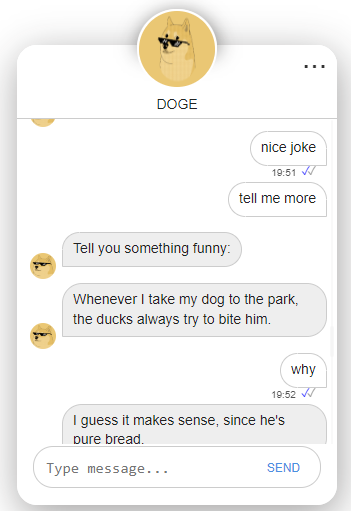 DOGE
nice joke
19:51
tell me more
Tell you something funny:
Whenever I take my dog to the park,
the ducks always try to bite him.
why
19:52
I guess it makes sense, since he's
pure bread.
Type message...
SEND